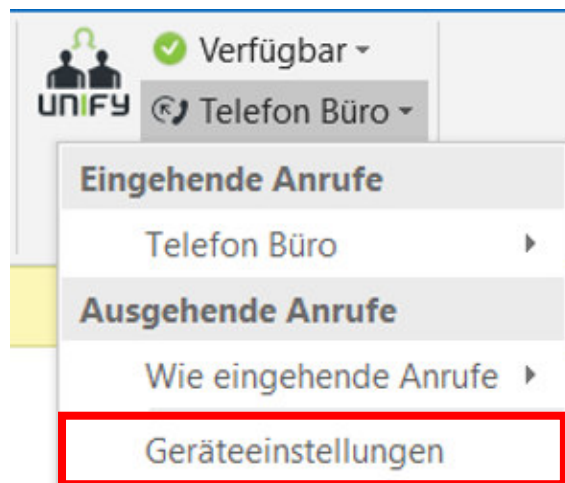 Verfügbar
UNIFY
Telefon Büro
Eingehende Anrufe
Telefon Büro
Ausgehende Anrufe
Wie eingehende Anrufe
Geräteeinstellungen